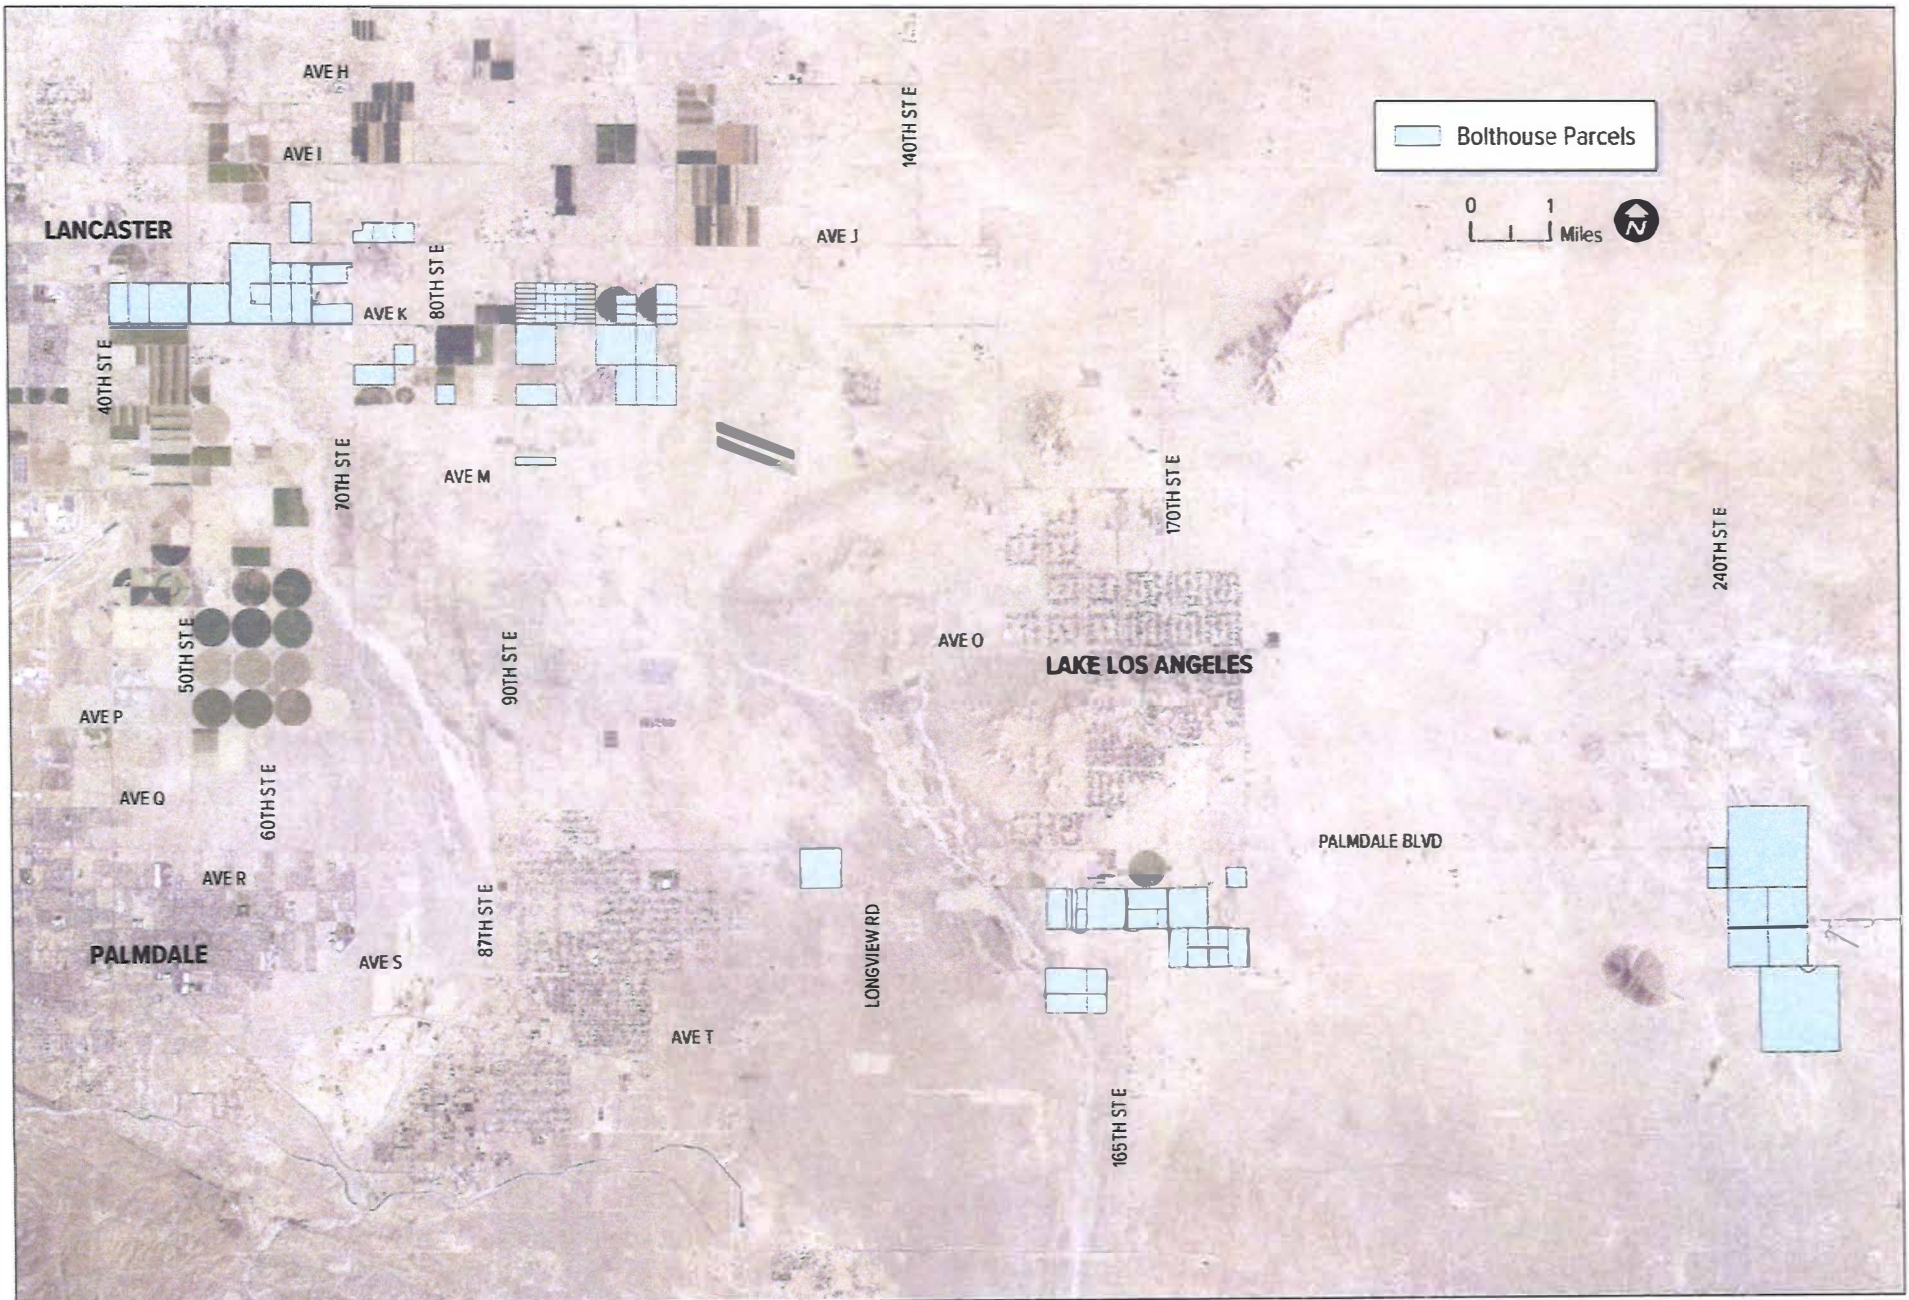 AVE H
140TH ST E
Bolthouse Parcels
AVE I
0 1
Miles
N
LANCASTER
AVE J
80TH ST E
AVE K
40TH ST E
70TH ST E
AVE M
170TH ST E
240TH ST E
50TH ST E
90TH ST E
AVE O
LAKE LOS ANGELES
AVE P
AVE Q
60TH ST E
PALMDALE BLVD
AVE R
87TH ST E
LONGVIEW RD
PALMDALE
AVE S
AVE T
165TH ST E